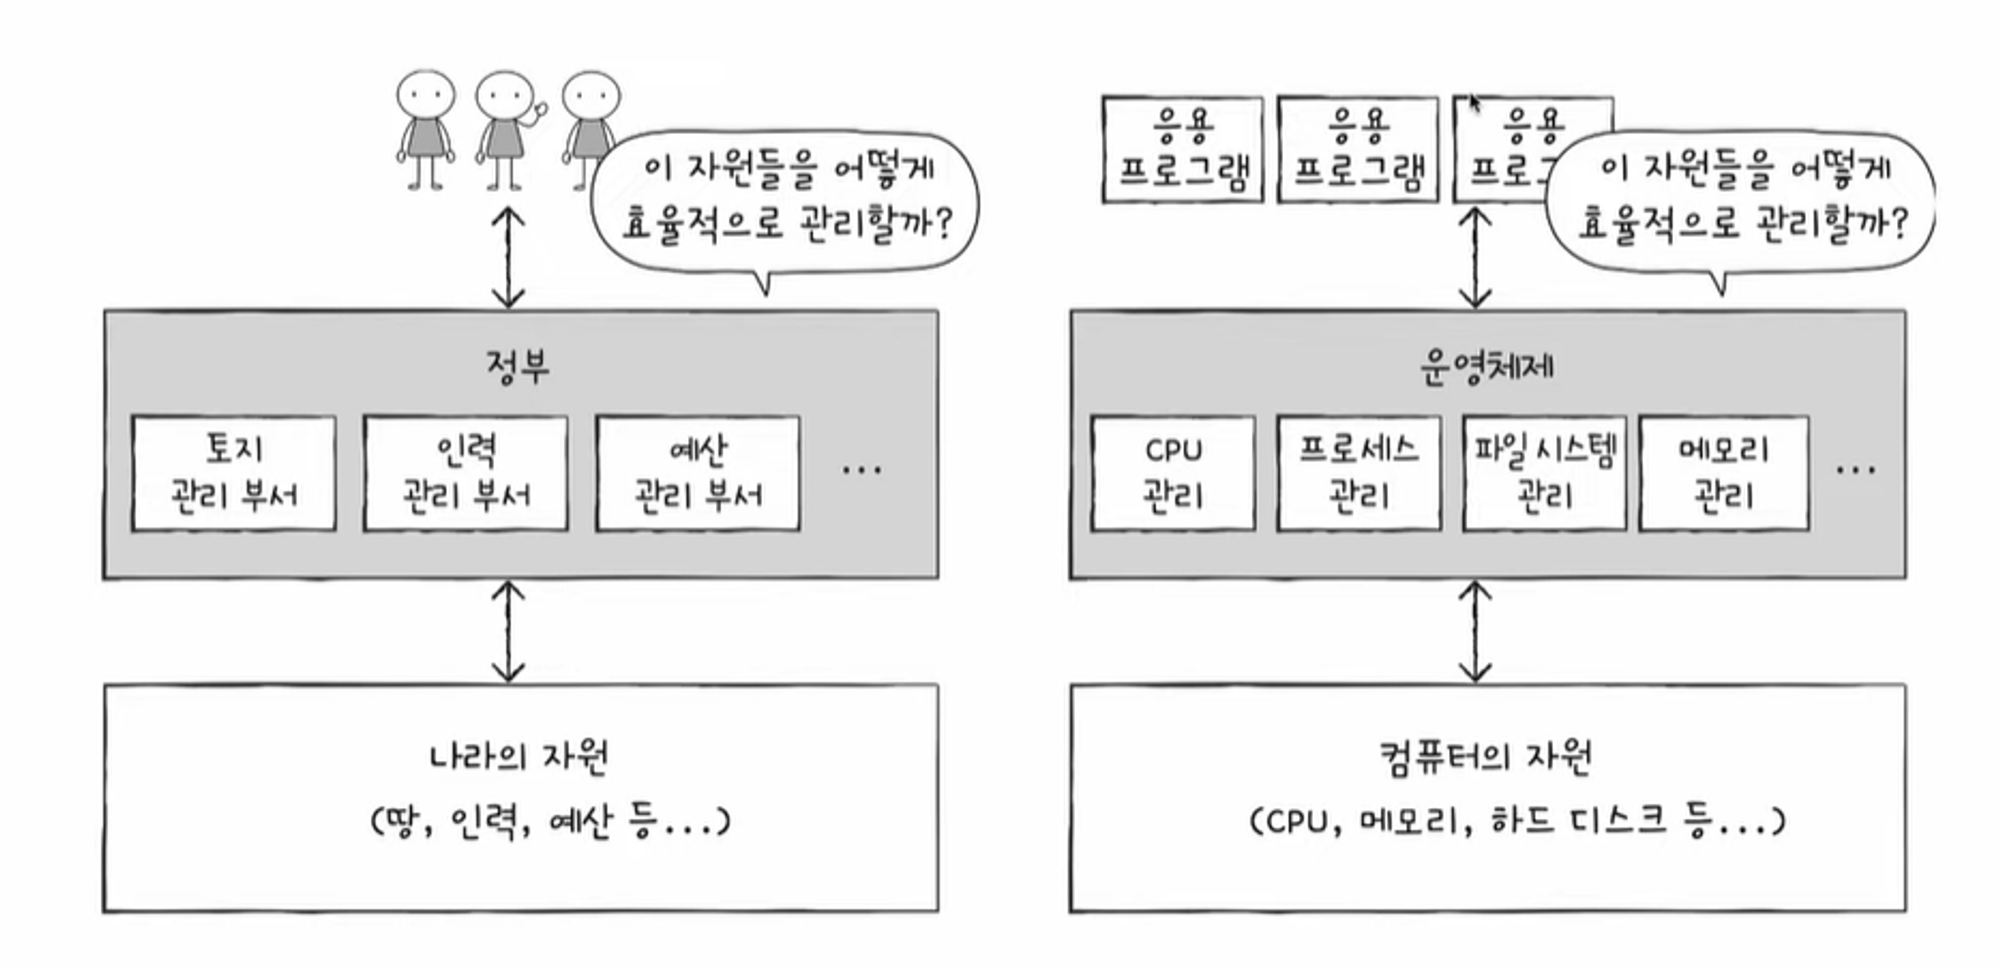 이 자원들을 어떻게
효율적으로 관리할까?
정부
토지
관리 부서
인력
관리 부서
예산
관리 부서
...
나라의 자원
(땅, 인력, 예산 등...)
응용
프로그램
응용
프로그램
응용
프로그
이 자원들을 어떻게
효율적으로 관리할까?
운영체제
CPU
관리
프로세스
관리
파일 시스템
관리
메모리
관리
...
컴퓨터의 자원
(CPU, 메모리, 하드 디스크 등...)